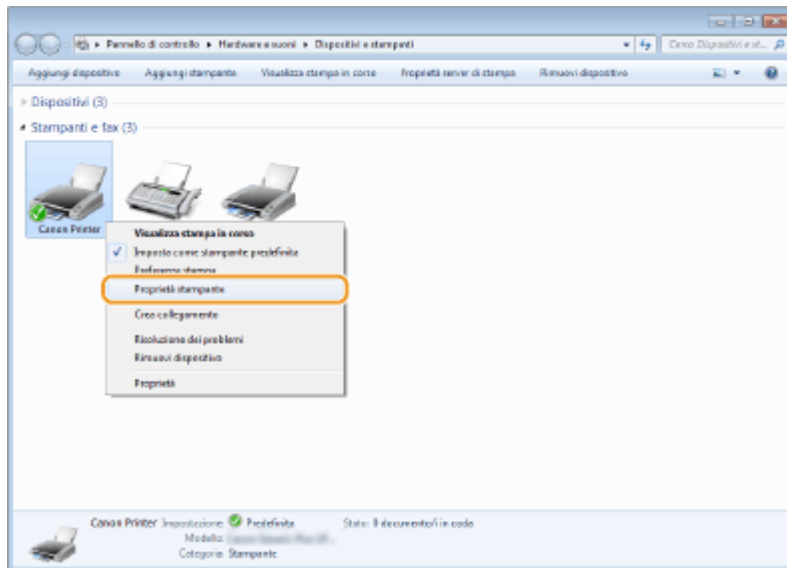 Pannello di controllo ▸ Hardware e suoni ▸ Dispositivi e stampanti
Cerca Dispositivi e st...
Aggiungi dispositivo Aggiungi stampante Visualizza stampa in corso Proprietà server di stampa Rimuovi dispositivo
Dispositivi (3)
Stampanti e fax (3)
Canon Printer
Visualizza stampa in corso
Imposta come stampante predefinita
Preferenze stampa
Proprietà stampante
Crea collegamento
Risoluzione dei problemi
Rimuovi dispositivo
Proprietà
Canon Printer Impostazione: Predefinita Stato: 0 documento/i in coda
Modello:
Categoria: Stampante